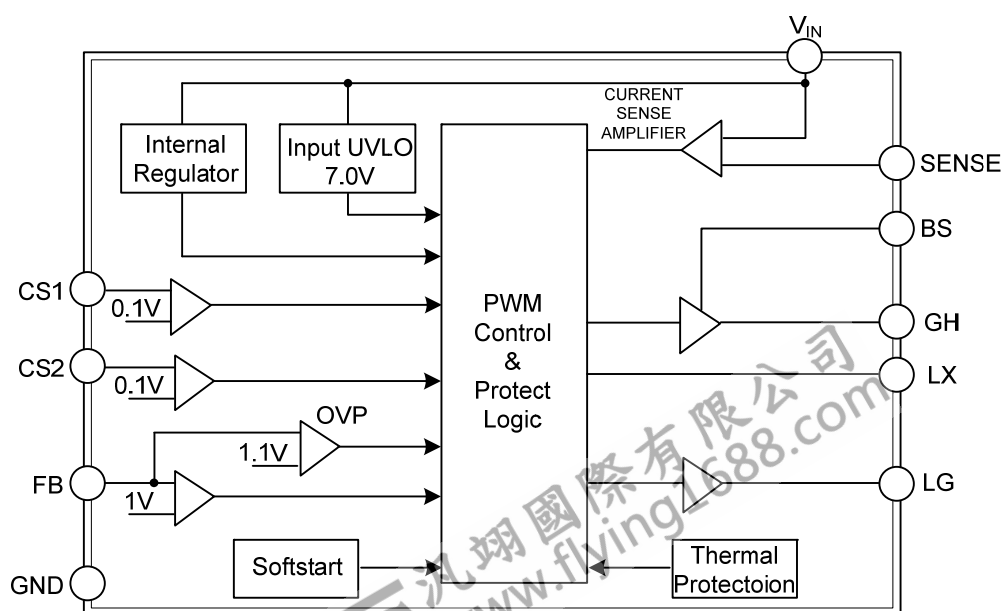 VIN
CURRENT
SENSE
AMPLIFIER
Internal
Regulator
Input UVLO
7.0V
SENSE
BS
CS1
0.1V
PWM
Control
&
Protect
Logic
GH
CS2
0.1V
LX
OVP
1.1V
FB
1V
LG
Softstart
Thermal
Protectoion
GND
汎翊國際有限公司
www.flying1688.com